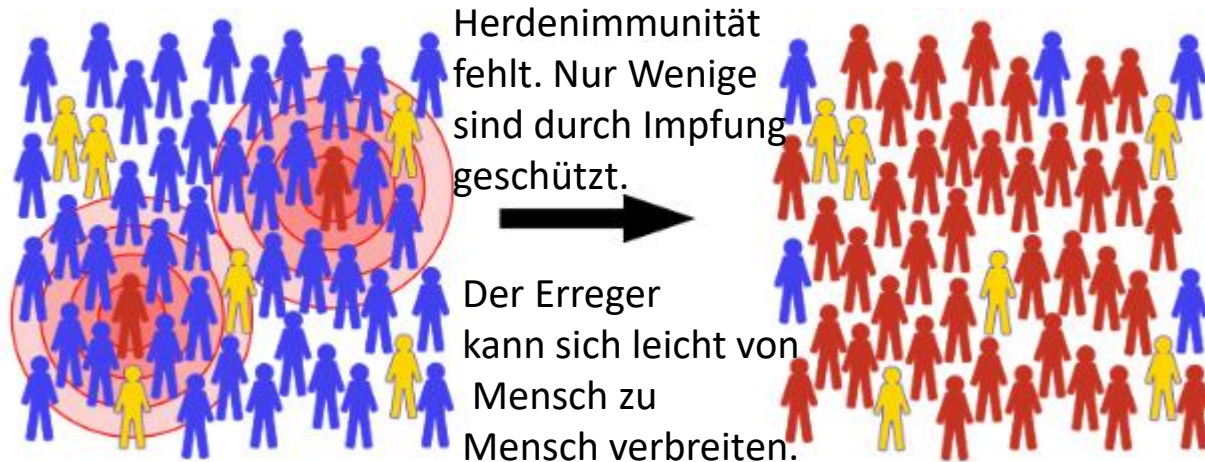 Herdenimmunität
fehlt. Nur Wenige
sind durch Impfung
geschützt.
Der Erreger
kann sich leicht von
Mensch zu
Mensch verbreiten.